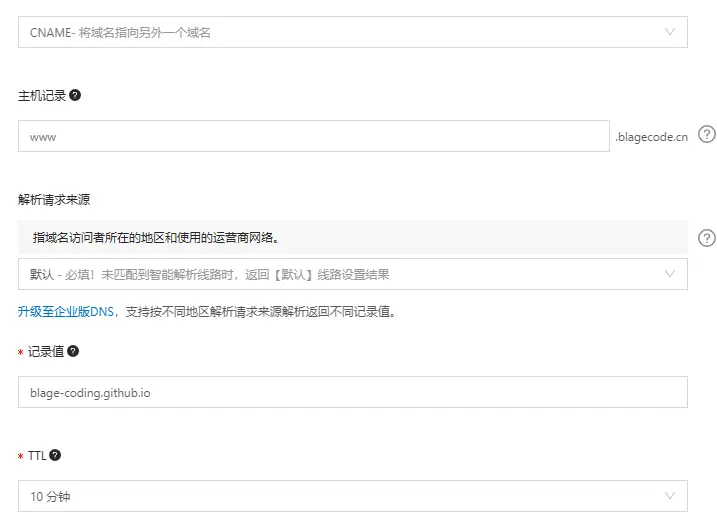 CNAME- 将域名指向另外一个域名
主机记录 ?
www .blagecode.cn ?
解析请求来源
指域名访问者所在的地区和使用的运营商网络。 ?
默认 - 必填！未匹配到智能解析线路时，返回【默认】线路设置结果
升级至企业版DNS，支持按不同地区解析请求来源解析返回不同记录值。
* 记录值 ?
blage-coding.github.io
* TTL ?
10 分钟